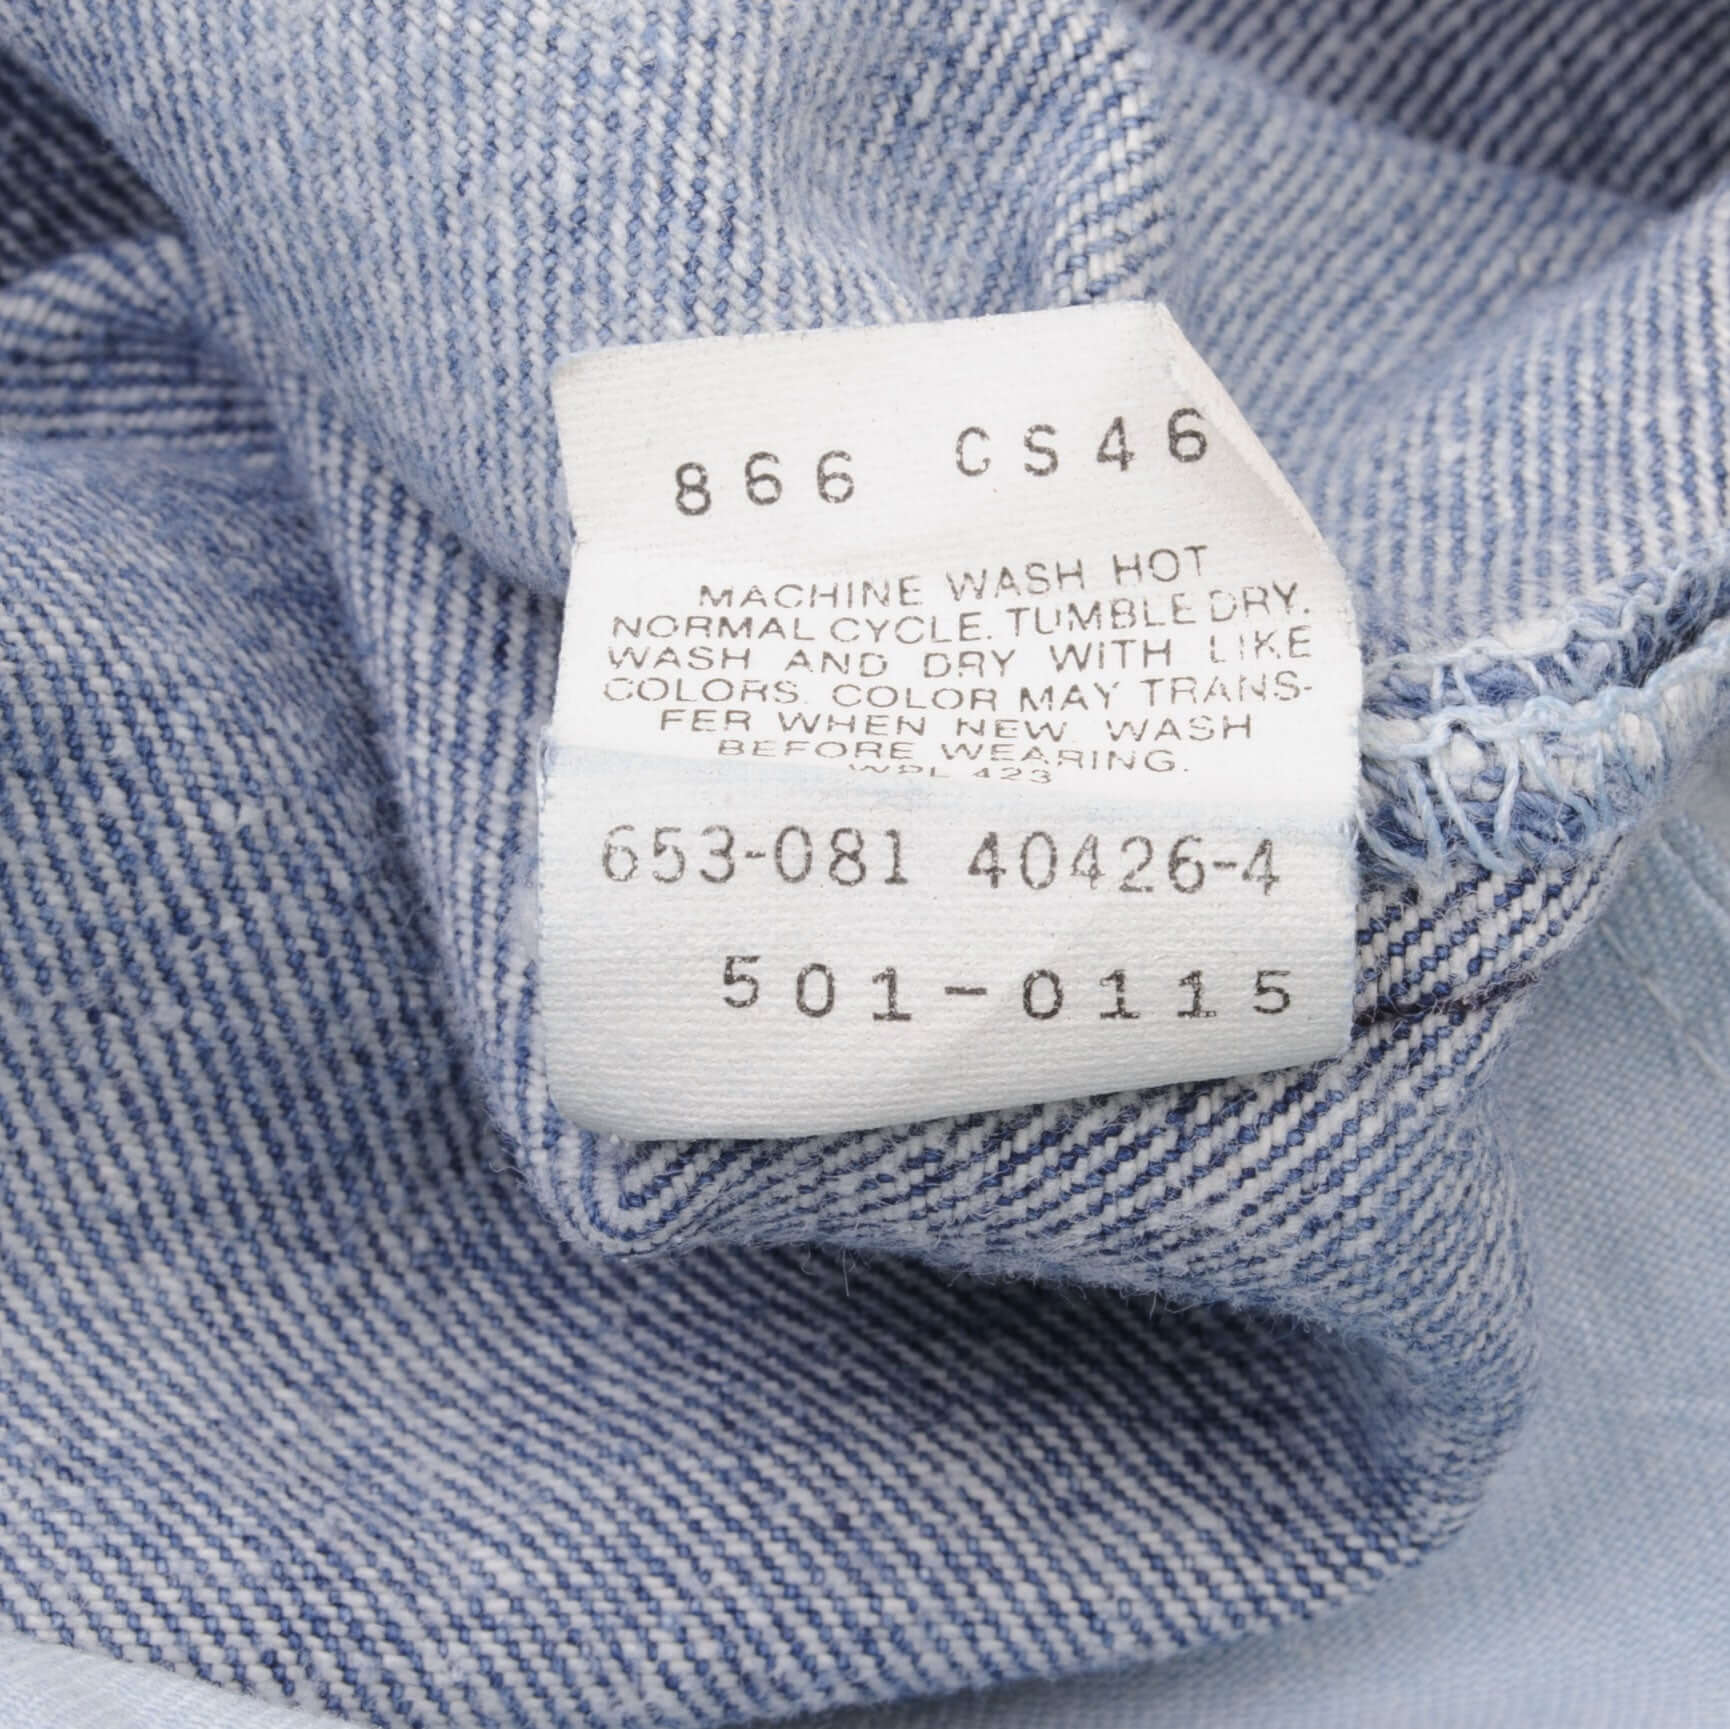 866 CS46
MACHINE WASH HOT
NORMAL CYCLE. TUMBLE DRY.
WASH AND DRY WITH LIKE
COLORS. COLOR MAY TRANS-
FER WHEN NEW. WASH
BEFORE WEARING.
WPL 423
653-081 40426-4
501-0115